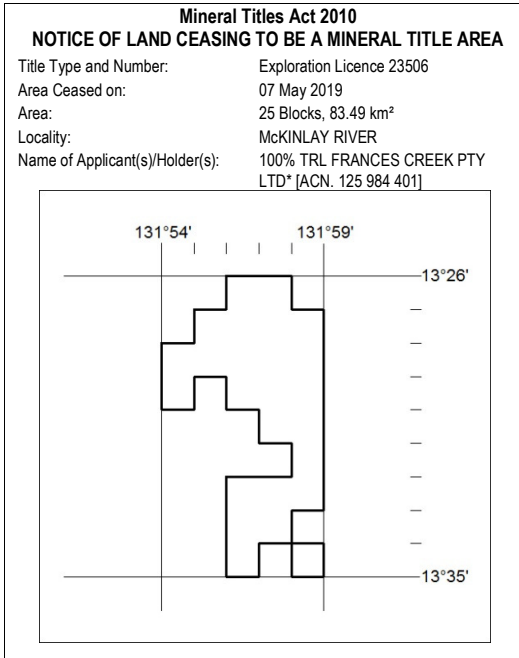 Mineral Titles Act 2010
NOTICE OF LAND CEASING TO BE A MINERAL TITLE AREA
Title Type and Number: Exploration Licence 23506
Area Ceased on: 07 May 2019
Area: 25 Blocks, 83.49 km²
Locality: McKINLAY RIVER
Name of Applicant(s)/Holder(s): 100% TRL FRANCES CREEK PTY
LTD* [ACN. 125 984 401]
131°54' 131°59'
13°26'
13°35'